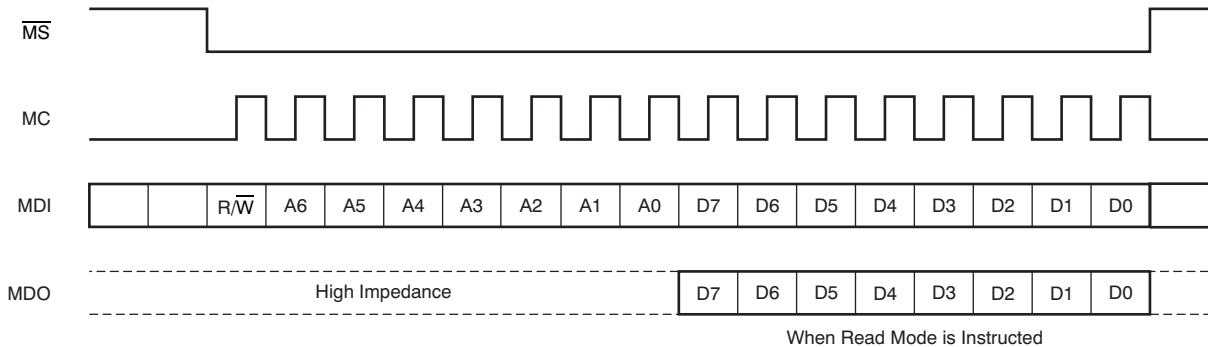 MS
MC
MDI R/W A6 A5 A4 A3 A2 A1 A0 D7 D6 D5 D4 D3 D2 D1 D0
MDO High Impedance D7 D6 D5 D4 D3 D2 D1 D0
When Read Mode is Instructed